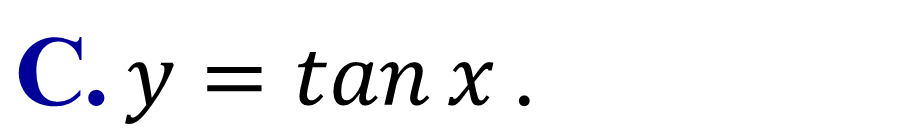 C. y = tan x .